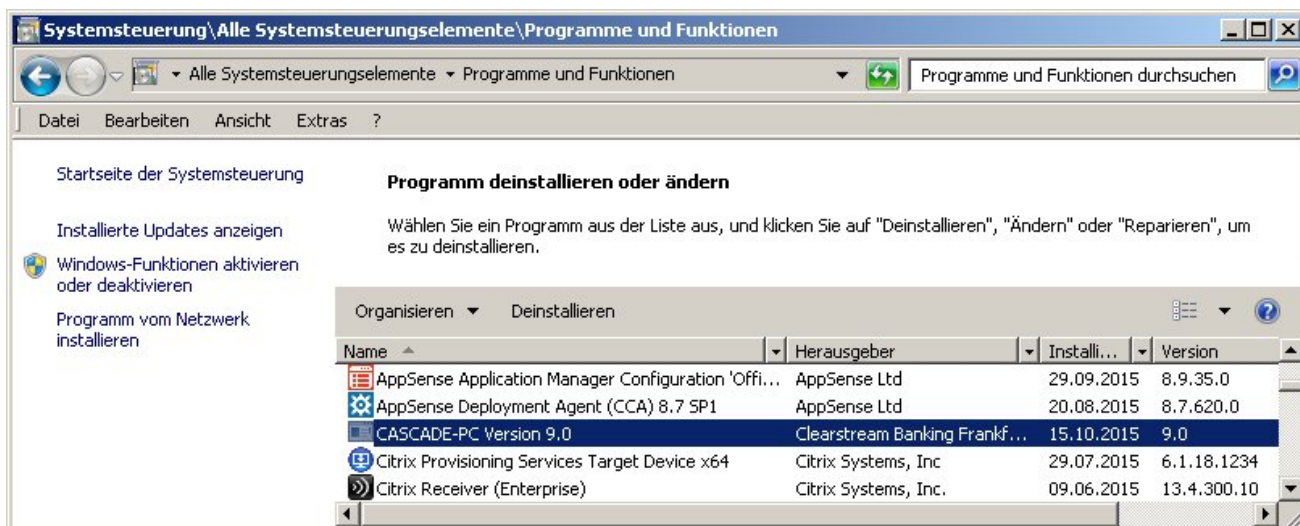 Systemsteuerung\Alle Systemsteuerungselemente\Programme und Funktionen
Alle Systemsteuerungselemente Programme und Funktionen Programme und Funktionen durchsuchen
Datei Bearbeiten Ansicht Extras ?
Startseite der Systemsteuerung
Installierte Updates anzeigen
Windows-Funktionen aktivieren
oder deaktivieren
Programm vom Netzwerk
installieren
Programm deinstallieren oder ändern
Wählen Sie ein Programm aus der Liste aus, und klicken Sie auf "Deinstallieren", "Ändern" oder "Reparieren", um
es zu deinstallieren.
Organisieren Deinstallieren
Name Herausgeber Installi... Version
AppSense Application Manager Configuration 'Offi... AppSense Ltd 29.09.2015 8.9.35.0
AppSense Deployment Agent (CCA) 8.7 SP1 AppSense Ltd 20.08.2015 8.7.620.0
CASCADE-PC Version 9.0 Clearstream Banking Frankf... 15.10.2015 9.0
Citrix Provisioning Services Target Device x64 Citrix Systems, Inc 29.07.2015 6.1.18.1234
Citrix Receiver (Enterprise) Citrix Systems, Inc. 09.06.2015 13.4.300.10